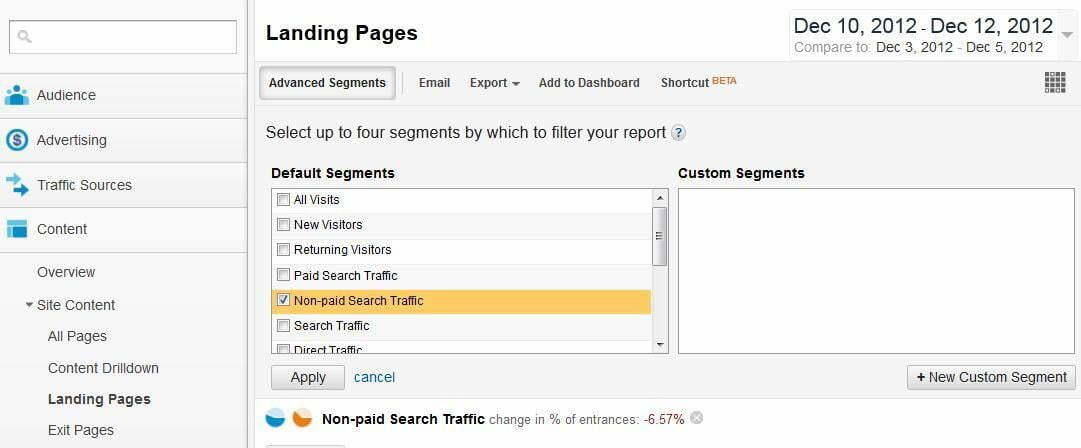 Landing Pages
Dec 10, 2012 - Dec 12, 2012
Compare to: Dec 3, 2012 - Dec 5, 2012
Audience
Advertising
Traffic Sources
Content
Overview
Site Content
All Pages
Content Drilldown
Landing Pages
Exit Pages
Advanced Segments
Email
Export
Add to Dashboard
Shortcut BETA
Select up to four segments by which to filter your report ?
Default Segments
All Visits
New Visitors
Returning Visitors
Paid Search Traffic
Non-paid Search Traffic
Search Traffic
Direct Traffic
Custom Segments
Apply
cancel
+ New Custom Segment
Non-paid Search Traffic change in % of entrances: -6.57%